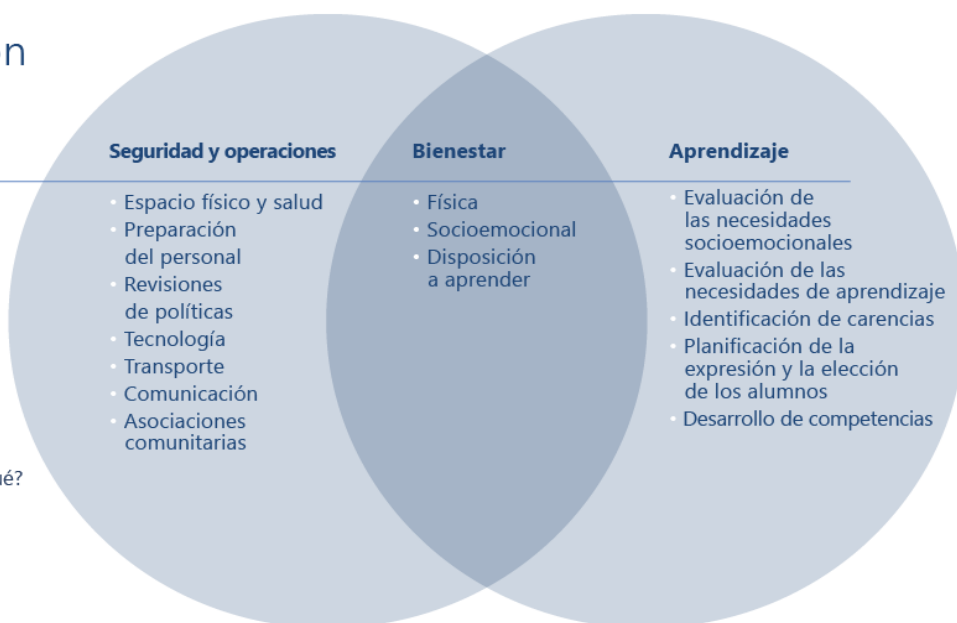 Seguridad y operaciones
· Espacio físico y salud
· Preparación
del personal
· Revisiones
de políticas
· Tecnología
· Transporte
· Comunicación
· Asociaciones
comunitarias
Bienestar
· Física
· Socioemocional
· Disposición
a aprender
Aprendizaje
· Evaluación de
las necesidades
socioemocionales
· Evaluación de las
necesidades de aprendizaje
· Identificación de carencias
· Planificación de la
expresión y la elección
de los alumnos
· Desarrollo de competencias